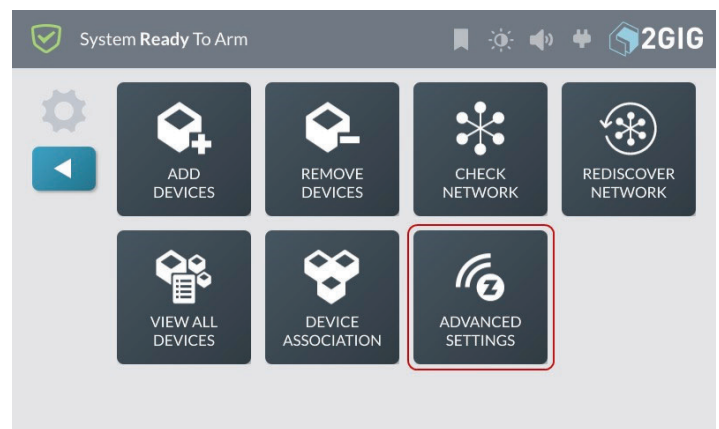 System Ready To Arm
2GIG
ADD
DEVICES
REMOVE
DEVICES
CHECK
NETWORK
REDISCOVER
NETWORK
VIEW ALL
DEVICES
DEVICE
ASSOCIATION
Z
ADVANCED
SETTINGS